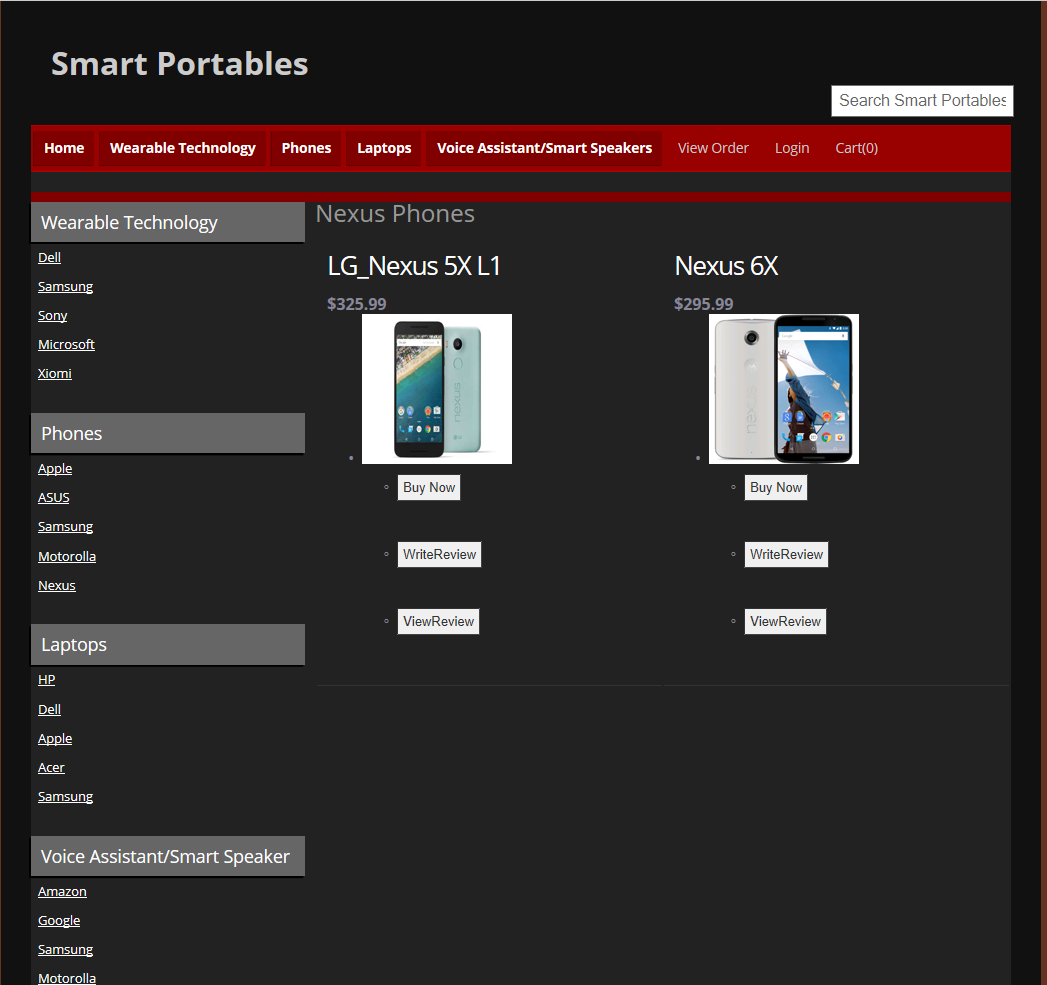 Smart Portables
Search Smart Portables
Home Wearable Technology Phones Laptops Voice Assistant/Smart Speakers View Order Login Cart(0)
Wearable Technology
Dell
Samsung
Sony
Microsoft
Xiomi
Phones
Apple
ASUS
Samsung
Motorolla
Nexus
Laptops
HP
Dell
Apple
Acer
Samsung
Voice Assistant/Smart Speaker
Amazon
Google
Samsung
Motorolla
Nexus Phones
LG_Nexus 5X L1
$325.99
nexus
Buy Now
WriteReview
ViewReview
Nexus 6X
$295.99
nexus
Buy Now
WriteReview
ViewReview